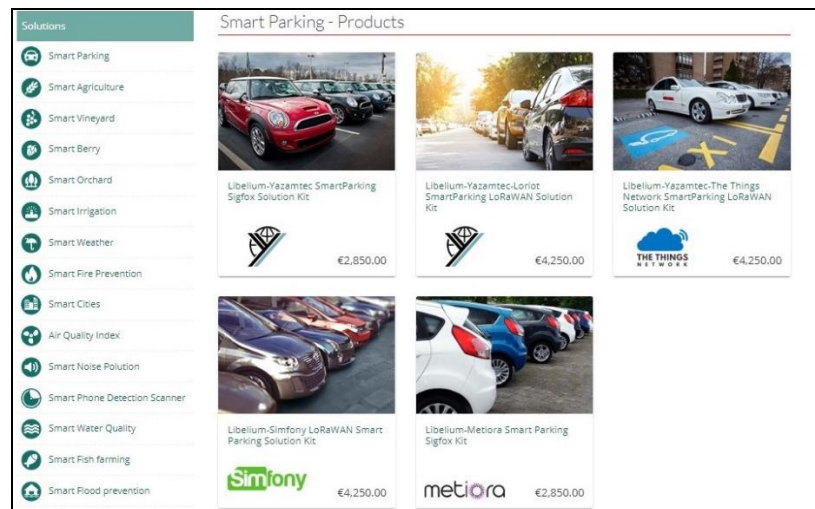 Solutions
Smart Parking
Smart Agriculture
Smart Vineyard
Smart Berry
Smart Orchard
Smart Irrigation
Smart Weather
Smart Fire Prevention
Smart Cities
Air Quality Index
Smart Noise Polution
Smart Phone Detection Scanner
Smart Water Quality
Smart Fish farming
Smart Flood prevention
Smart Parking - Products
Libelium-Yazamtec SmartParking
Sigfox Solution Kit
€2,850.00
Libelium-Yazamtec-Loriot
SmartParking LoRaWAN Solution
Kit
€4,250.00
Libelium-Yazamtec-The Things
Network SmartParking LoRaWAN
Solution Kit
THE THINGS
NETWORK
€4,250.00
Libelium-Simfony LoRaWAN Smart
Parking Solution Kit
Simfony
€4,250.00
Libelium-Metiora Smart Parking
Sigfox Kit
metiora
€2,850.00